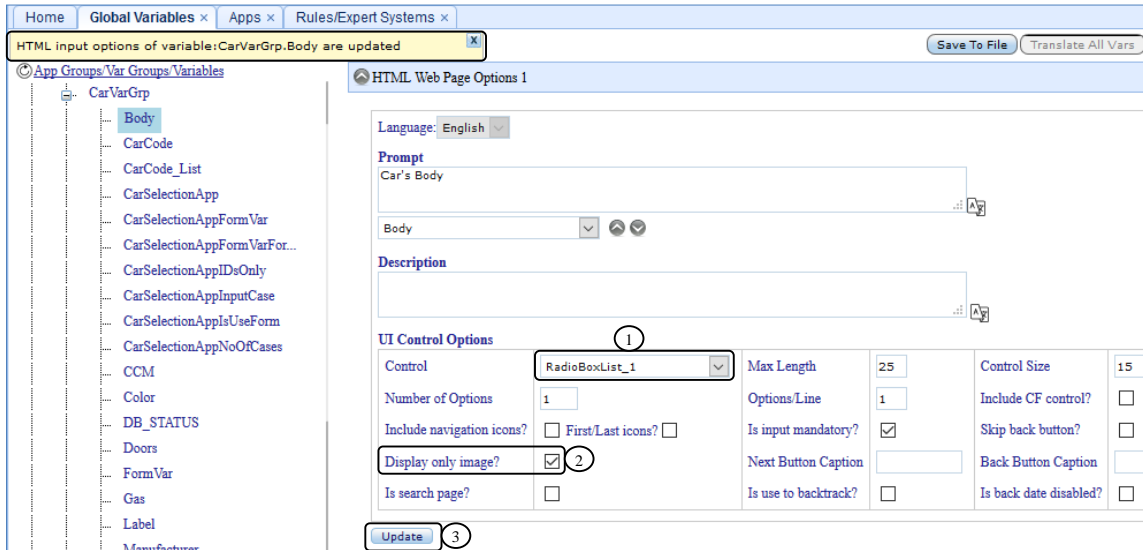 Home Global Variables × Apps × Rules/Expert Systems ×
HTML input options of variable:CarVarGrp.Body are updated X
Save To File Translate All Vars
App Groups/Var Groups/Variables
CarVarGrp
Body
CarCode
CarCode_List
CarSelectionApp
CarSelectionAppFormVar
CarSelectionAppFormVarFor...
CarSelectionAppIDsOnly
CarSelectionAppInputCase
CarSelectionAppIsUseForm
CarSelectionAppNoOfCases
CCM
Color
DB_STATUS
Doors
FormVar
Gas
Label
Manufacturer
HTML Web Page Options 1
Language: English
Prompt
Car's Body
Body
Description
UI Control Options
1
Control RadioBoxList_1 Max Length 25 Control Size 15
Number of Options 1 Options/Line 1 Include CF control?
Include navigation icons? First/Last icons? Is input mandatory? Skip back button?
Display only image? 2 Next Button Caption Back Button Caption
Is search page? Is use to backtrack? Is back date disabled?
Update 3